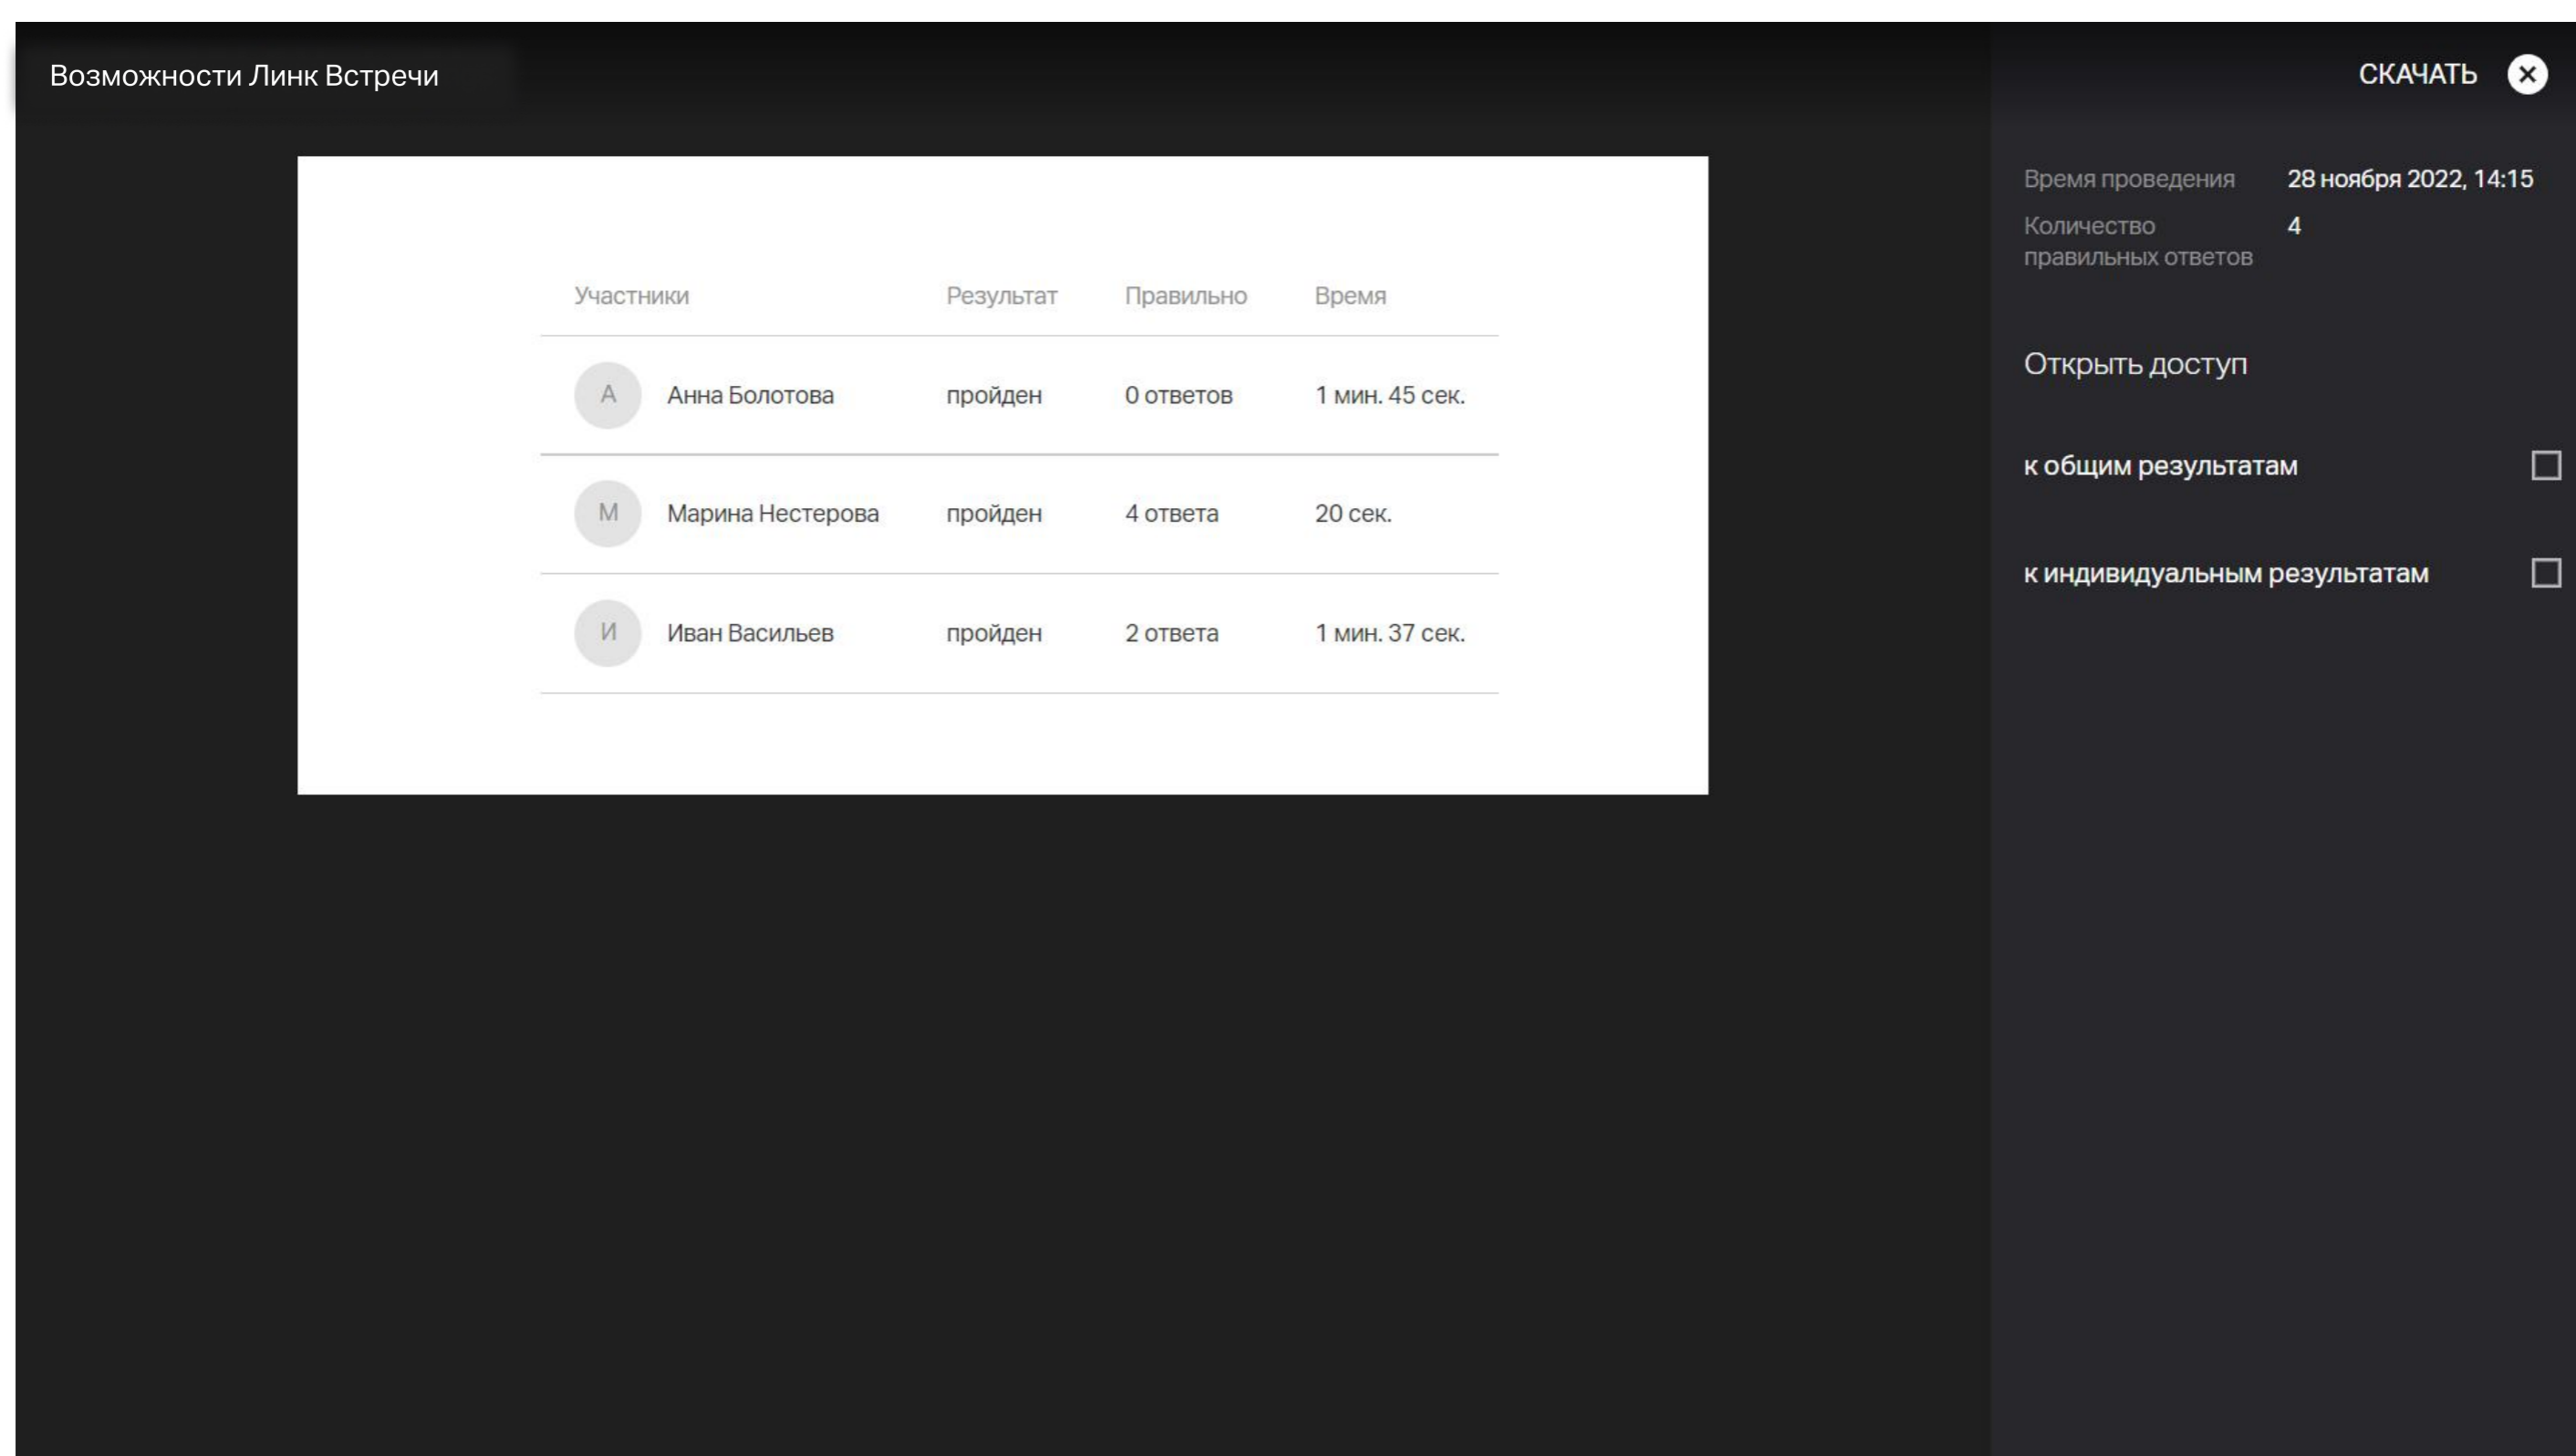 Возможности Линк Встречи
СКАЧАТЬ
Участники Результат Правильно Время
А Анна Болотова пройден 0 ответов 1 мин. 45 сек.
М Марина Нестерова пройден 4 ответа 20 сек.
И Иван Васильев пройден 2 ответа 1 мин. 37 сек.
Время проведения 28 ноября 2022, 14:15
Количество 4
правильных ответов
Открыть доступ
к общим результатам
к индивидуальным результатам